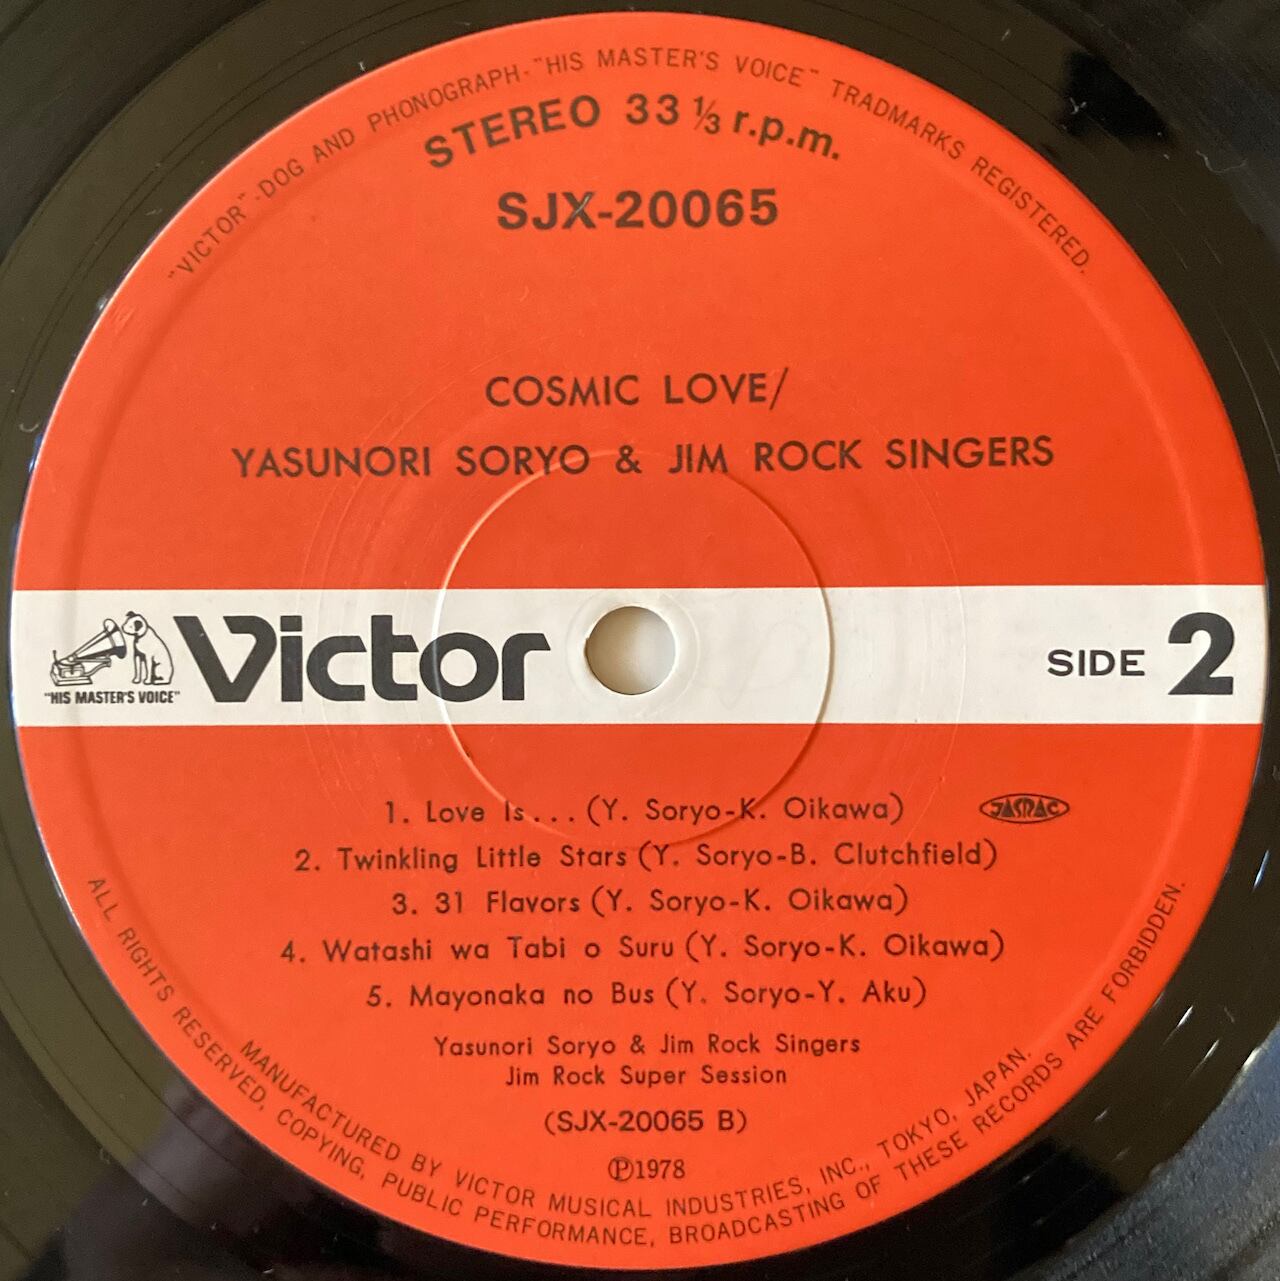 "VICTOR"-DOG AND PHONOGRAPH-"HIS MASTER'S VOICE" TRADMARKS REGISTERED.
STEREO 33 ⅓ r.p.m.
SJX-20065
COSMIC LOVE/
YASUNORI SORYO & JIM ROCK SINGERS
"HIS MASTER'S VOICE"
Victor
SIDE 2
1. Love Is... (Y. Soryo-K. Oikawa)
JASRAC
2. Twinkling Little Stars (Y. Soryo-B. Clutchfield)
3. 31 Flavors (Y. Soryo-K. Oikawa)
4. Watashi wa Tabi o Suru (Y. Soryo-K. Oikawa)
5. Mayonaka no Bus (Y. Soryo-Y. Aku)
Yasunori Soryo & Jim Rock Singers
Jim Rock Super Session
(SJX-20065 B)
℗1978
MANUFACTURED BY VICTOR MUSICAL INDUSTRIES, INC., TOKYO, JAPAN.
ALL RIGHTS RESERVED, COPYING, PUBLIC PERFORMANCE, BROADCASTING OF THESE RECORDS ARE FORBIDDEN.